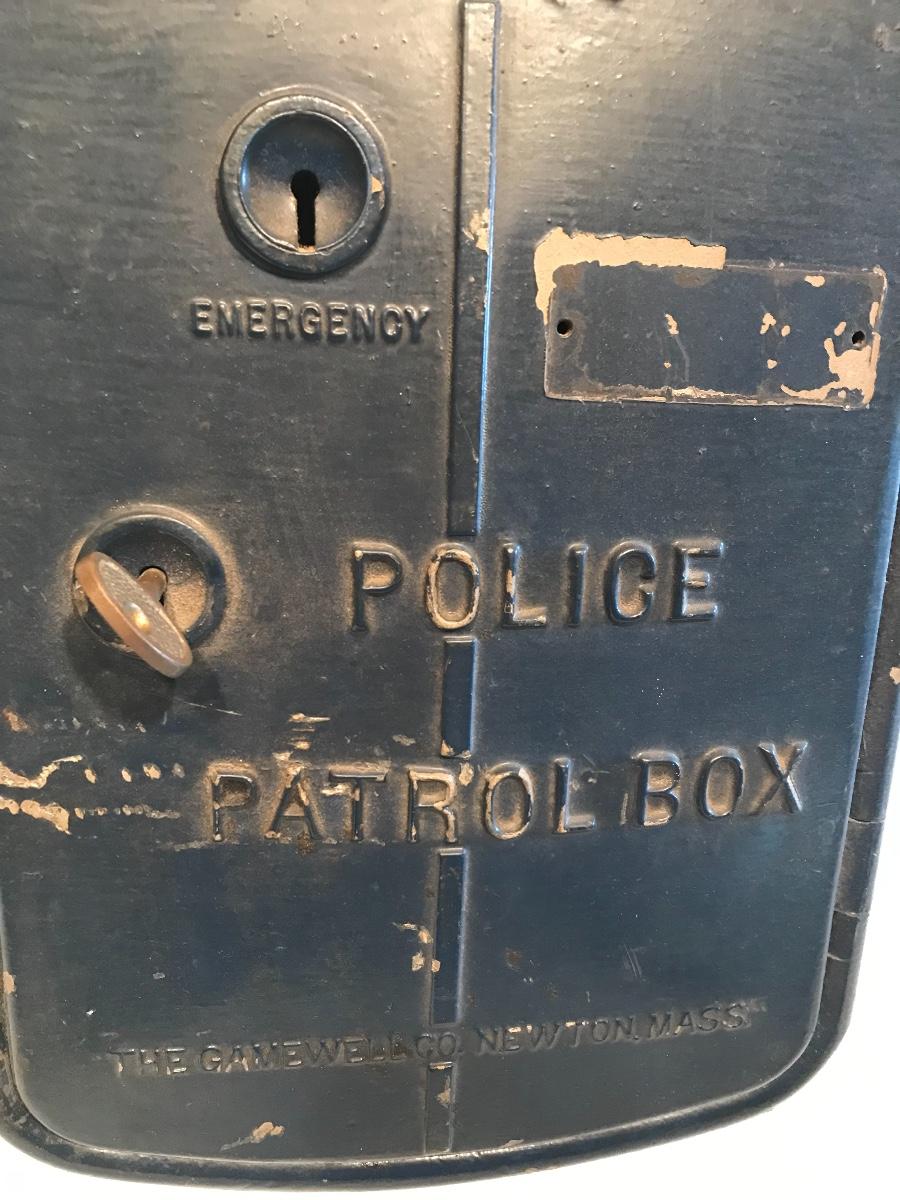 EMERGENCY
POLICE
PATROL BOX
THE GAMEWELL CO. NEWTON, MASS.